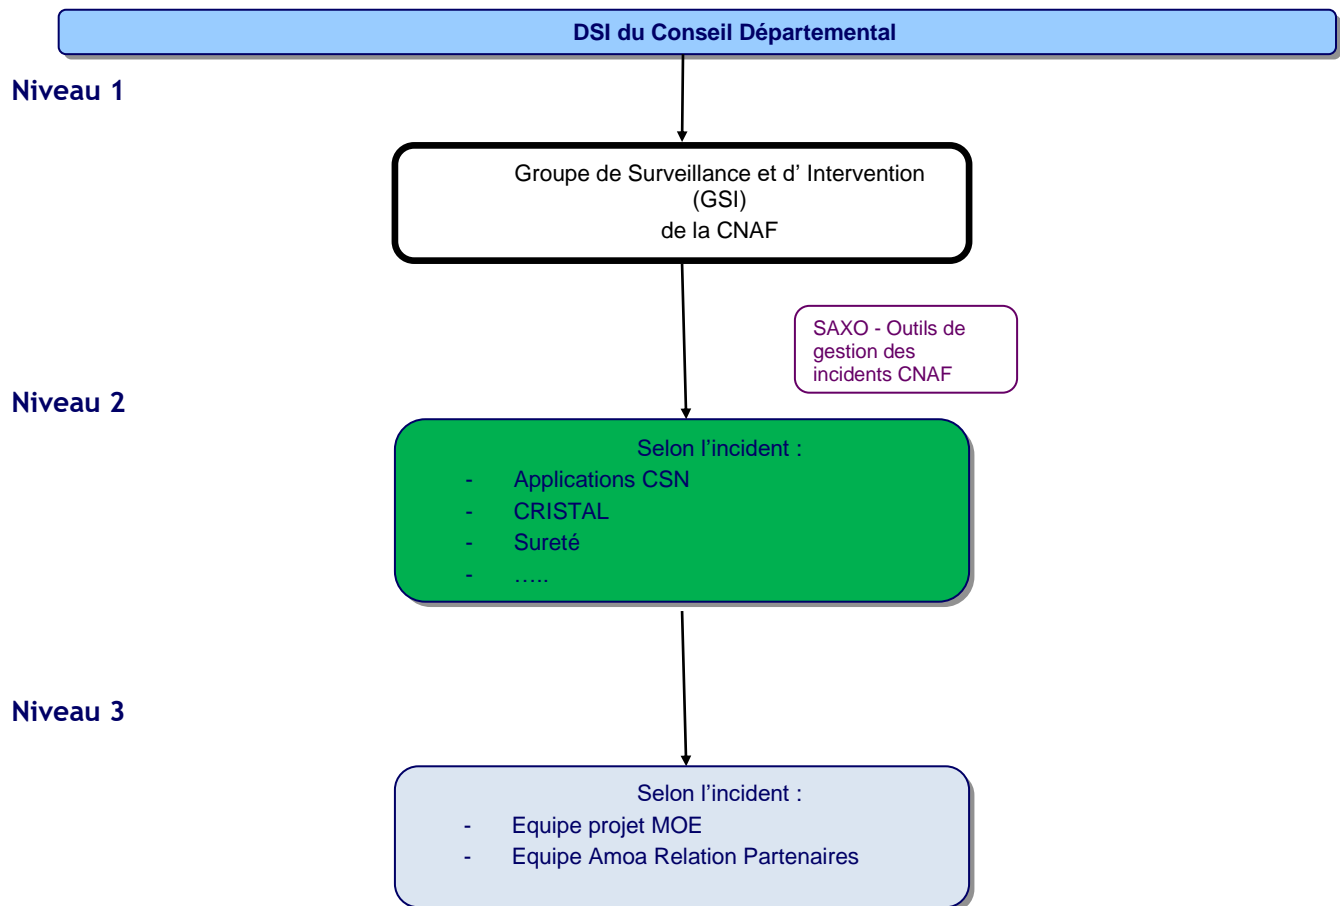 DSI du Conseil Départemental
Niveau 1
Groupe de Surveillance et d’ Intervention
(GSI)
de la CNAF
SAXO - Outils de
gestion des
incidents CNAF
Niveau 2
Selon l’incident :
- Applications CSN
- CRISTAL
- Sureté
- …..
Niveau 3
Selon l’incident :
- Equipe projet MOE
- Equipe Amoa Relation Partenaires